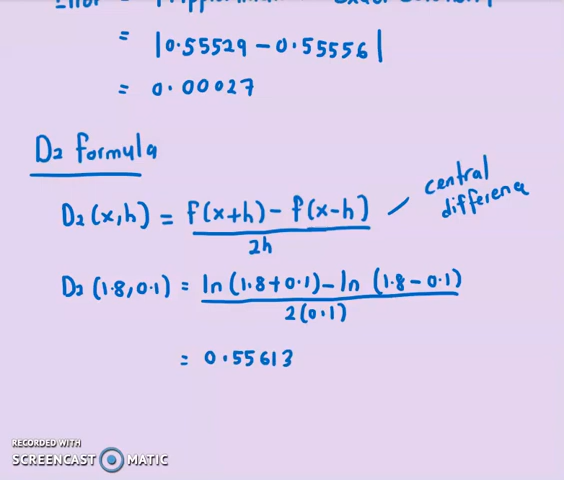 = |0.55529 - 0.55556|
= 0.00027
D2 formula
D2(x,h) = f(x+h) - f(x-h) / 2h
central difference
D2(1.8,0.1) = ln(1.8+0.1) - ln(1.8-0.1) / 2(0.1)
= 0.55613
RECORDED WITH
SCREENCAST MATIC